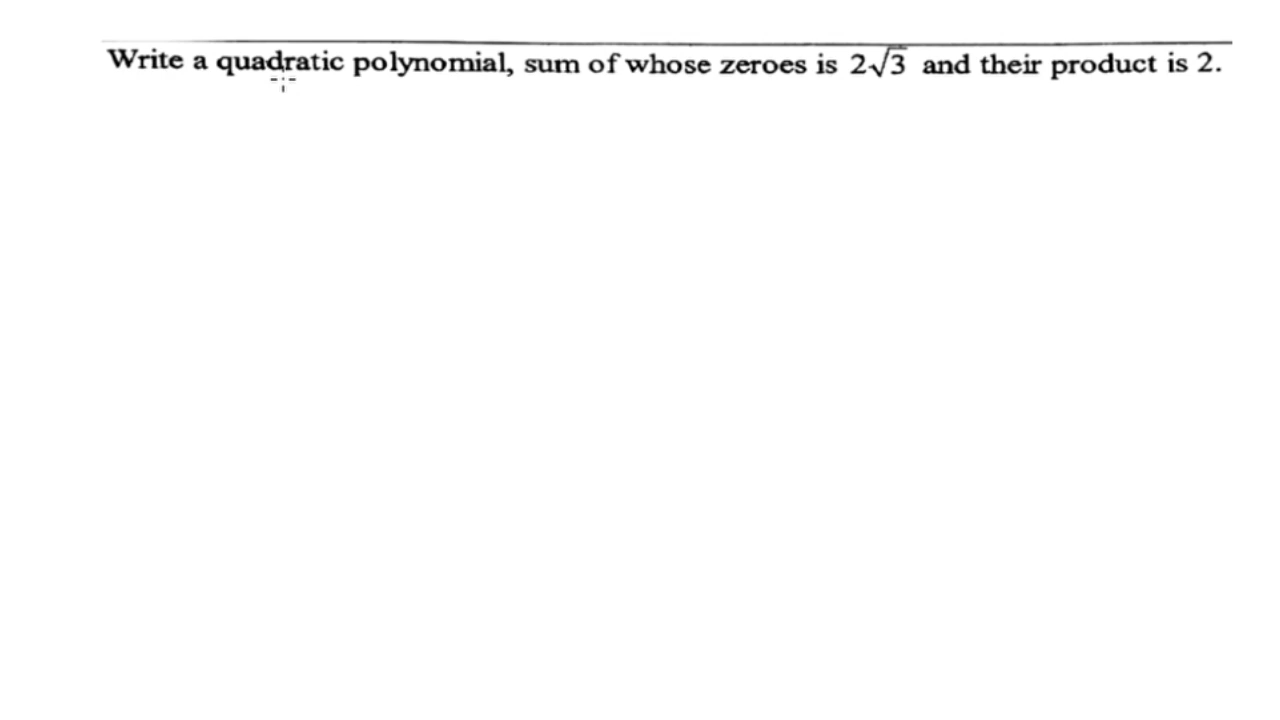 Write a quadratic polynomial, sum of whose zeroes is 2√3 and their product is 2.